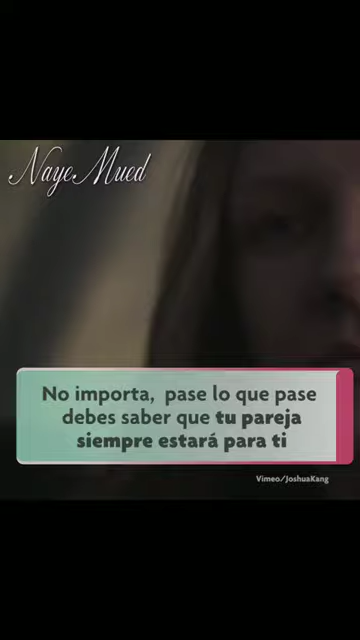 Naye Mued
No importa, pase lo que pase
debes saber que tu pareja
siempre estará para ti
Vimeo/JoshuaKang